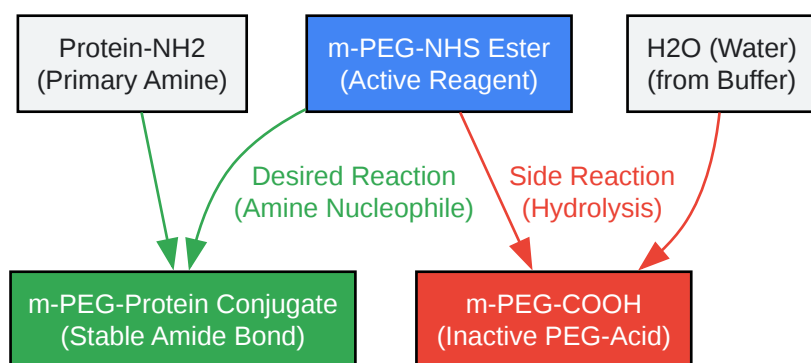 Protein-NH2
(Primary Amine)
m-PEG-NHS Ester
(Active Reagent)
H2O (Water)
(from Buffer)
Desired Reaction
(Amine Nucleophile)
Side Reaction
(Hydrolysis)
m-PEG-Protein Conjugate
(Stable Amide Bond)
m-PEG-COOH
(Inactive PEG-Acid)